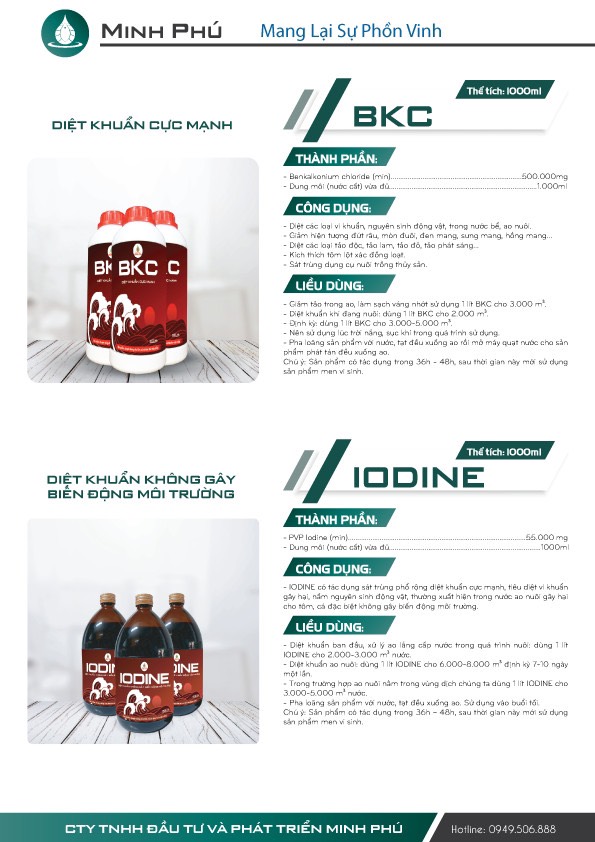 MINH PHÚ
Mang Lại Sự Phồn Vinh
DIỆT KHUẨN CỰC MẠNH
Thể tích: 1000ml
BKC
THÀNH PHẦN:
- Benkalkonium chloride (min)....................................................500.000mg
- Dung môi (nước cất) vừa đủ..........................................................1.000ml
CÔNG DỤNG:
- Diệt các loại vi khuẩn, nguyên sinh động vật, trong nước bể, ao nuôi.
- Giảm hiện tượng đứt râu, mòn đuôi, đen mang, sưng mang, hồng mang...
- Diệt các loại tảo độc, tảo lam, tảo đỏ, tảo phát sáng...
- Kích thích tôm lột xác đồng loạt.
- Sát trùng dụng cụ nuôi trồng thủy sản.
LIỀU DÙNG:
- Giảm tảo trong ao, làm sạch váng nhớt sử dụng 1 lít BKC cho 3.000 m³.
- Diệt khuẩn khi đang nuôi: dùng 1 lít BKC cho 2.000 m³.
- Định kỳ: dùng 1 lít BKC cho 3.000-5.000 m³.
- Nên sử dụng lúc trời nắng, sục khí trong quá trình sử dụng.
- Pha loãng sản phẩm với nước, tạt đều xuống ao rồi mở máy quạt nước cho sản
phẩm phát tán đều xuống ao.
Chú ý: Sản phẩm có tác dụng trong 36h - 48h, sau thời gian này mới sử dụng
sản phẩm men vi sinh.
BKC
DIỆT KHUẨN CỰC MẠNH
DIỆT KHUẨN KHÔNG GÂY
BIẾN ĐỘNG MÔI TRƯỜNG
Thể tích: 1000ml
IODINE
THÀNH PHẦN:
- PVP Iodine (min)......................................................................55.000 mg
- Dung môi (nước cất) vừa đủ............................................................1000ml
CÔNG DỤNG:
- IODINE có tác dụng sát trùng phổ rộng diệt khuẩn cực mạnh, tiêu diệt vi khuẩn
gây hại, nấm nguyên sinh động vật, thường xuất hiện trong nước ao nuôi gây hại
cho tôm, cá đặc biệt không gây biến động môi trường.
LIỀU DÙNG:
- Diệt khuẩn ban đầu, xử lý ao lắng cấp nước trong quá trình nuôi: dùng 1 lít
IODINE cho 2.000-3.000 m³ nước.
- Diệt khuẩn ao nuôi: dùng 1 lít IODINE cho 6.000-8.000 m³ định kỳ 7-10 ngày
một lần.
- Trong trường hợp ao nuôi nằm trong vùng dịch chúng ta dùng 1 lít IODINE cho
3.000-5.000 m³ nước.
- Pha loãng sản phẩm với nước, tạt đều xuống ao. Sử dụng vào buổi tối.
Chú ý: Sản phẩm có tác dụng trong 36h - 48h, sau thời gian này mới sử dụng
sản phẩm men vi sinh.
IODINE
CTY TNHH ĐẦU TƯ VÀ PHÁT TRIỂN MINH PHÚ
Hotline: 0949.506.888